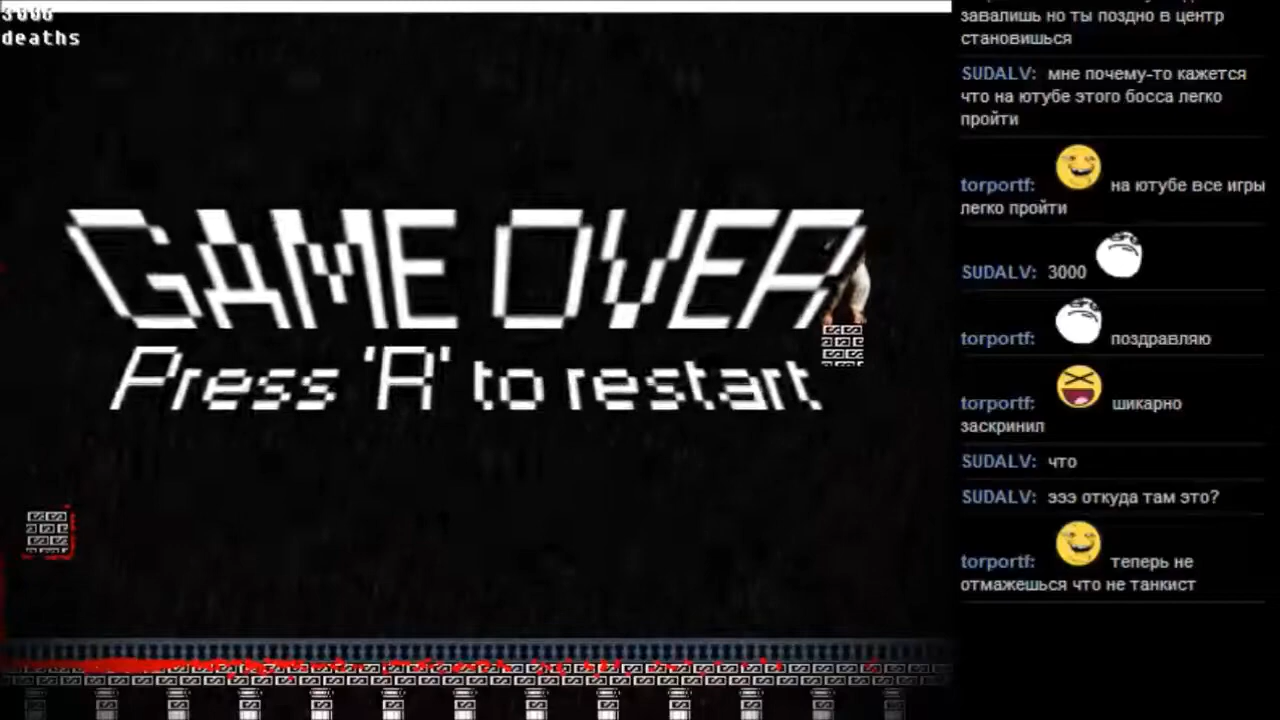 deaths
GAME OVER
Press 'R' to restart
завалишь но ты поздно в центр
становишься
SUDALV: мне почему-то кажется
что на ютубе этого босса легко
пройти
torportf: на ютубе все игры
легко пройти
SUDALV: 3000
torportf: поздравляю
torportf: шикарно
заскринил
SUDALV: что
SUDALV: эээ откуда там это?
torportf: теперь не
отмажешься что не танкист